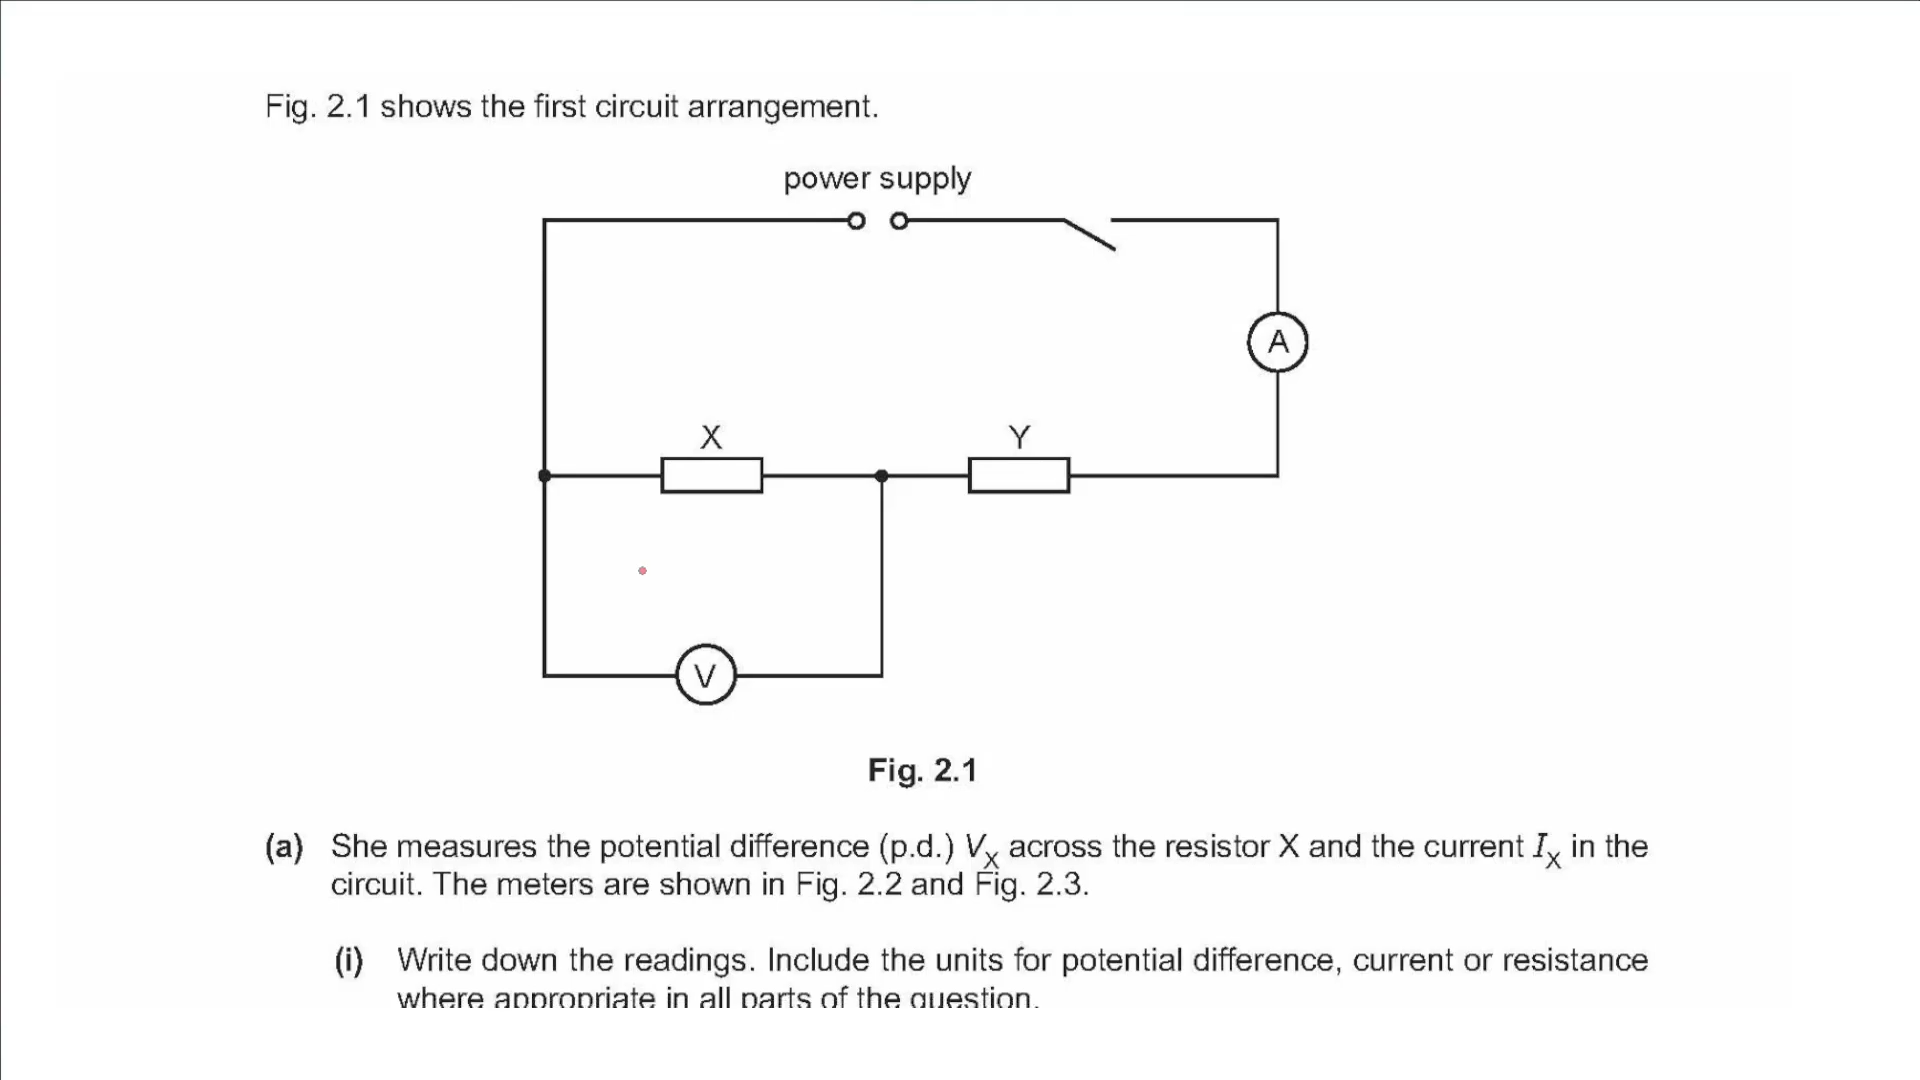 Fig. 2.1 shows the first circuit arrangement.
power supply
A
X
Y
V
Fig. 2.1
(a) She measures the potential difference (p.d.) VX across the resistor X and the current IX in the
circuit. The meters are shown in Fig. 2.2 and Fig. 2.3.
(i) Write down the readings. Include the units for potential difference, current or resistance
where appropriate in all parts of the question.